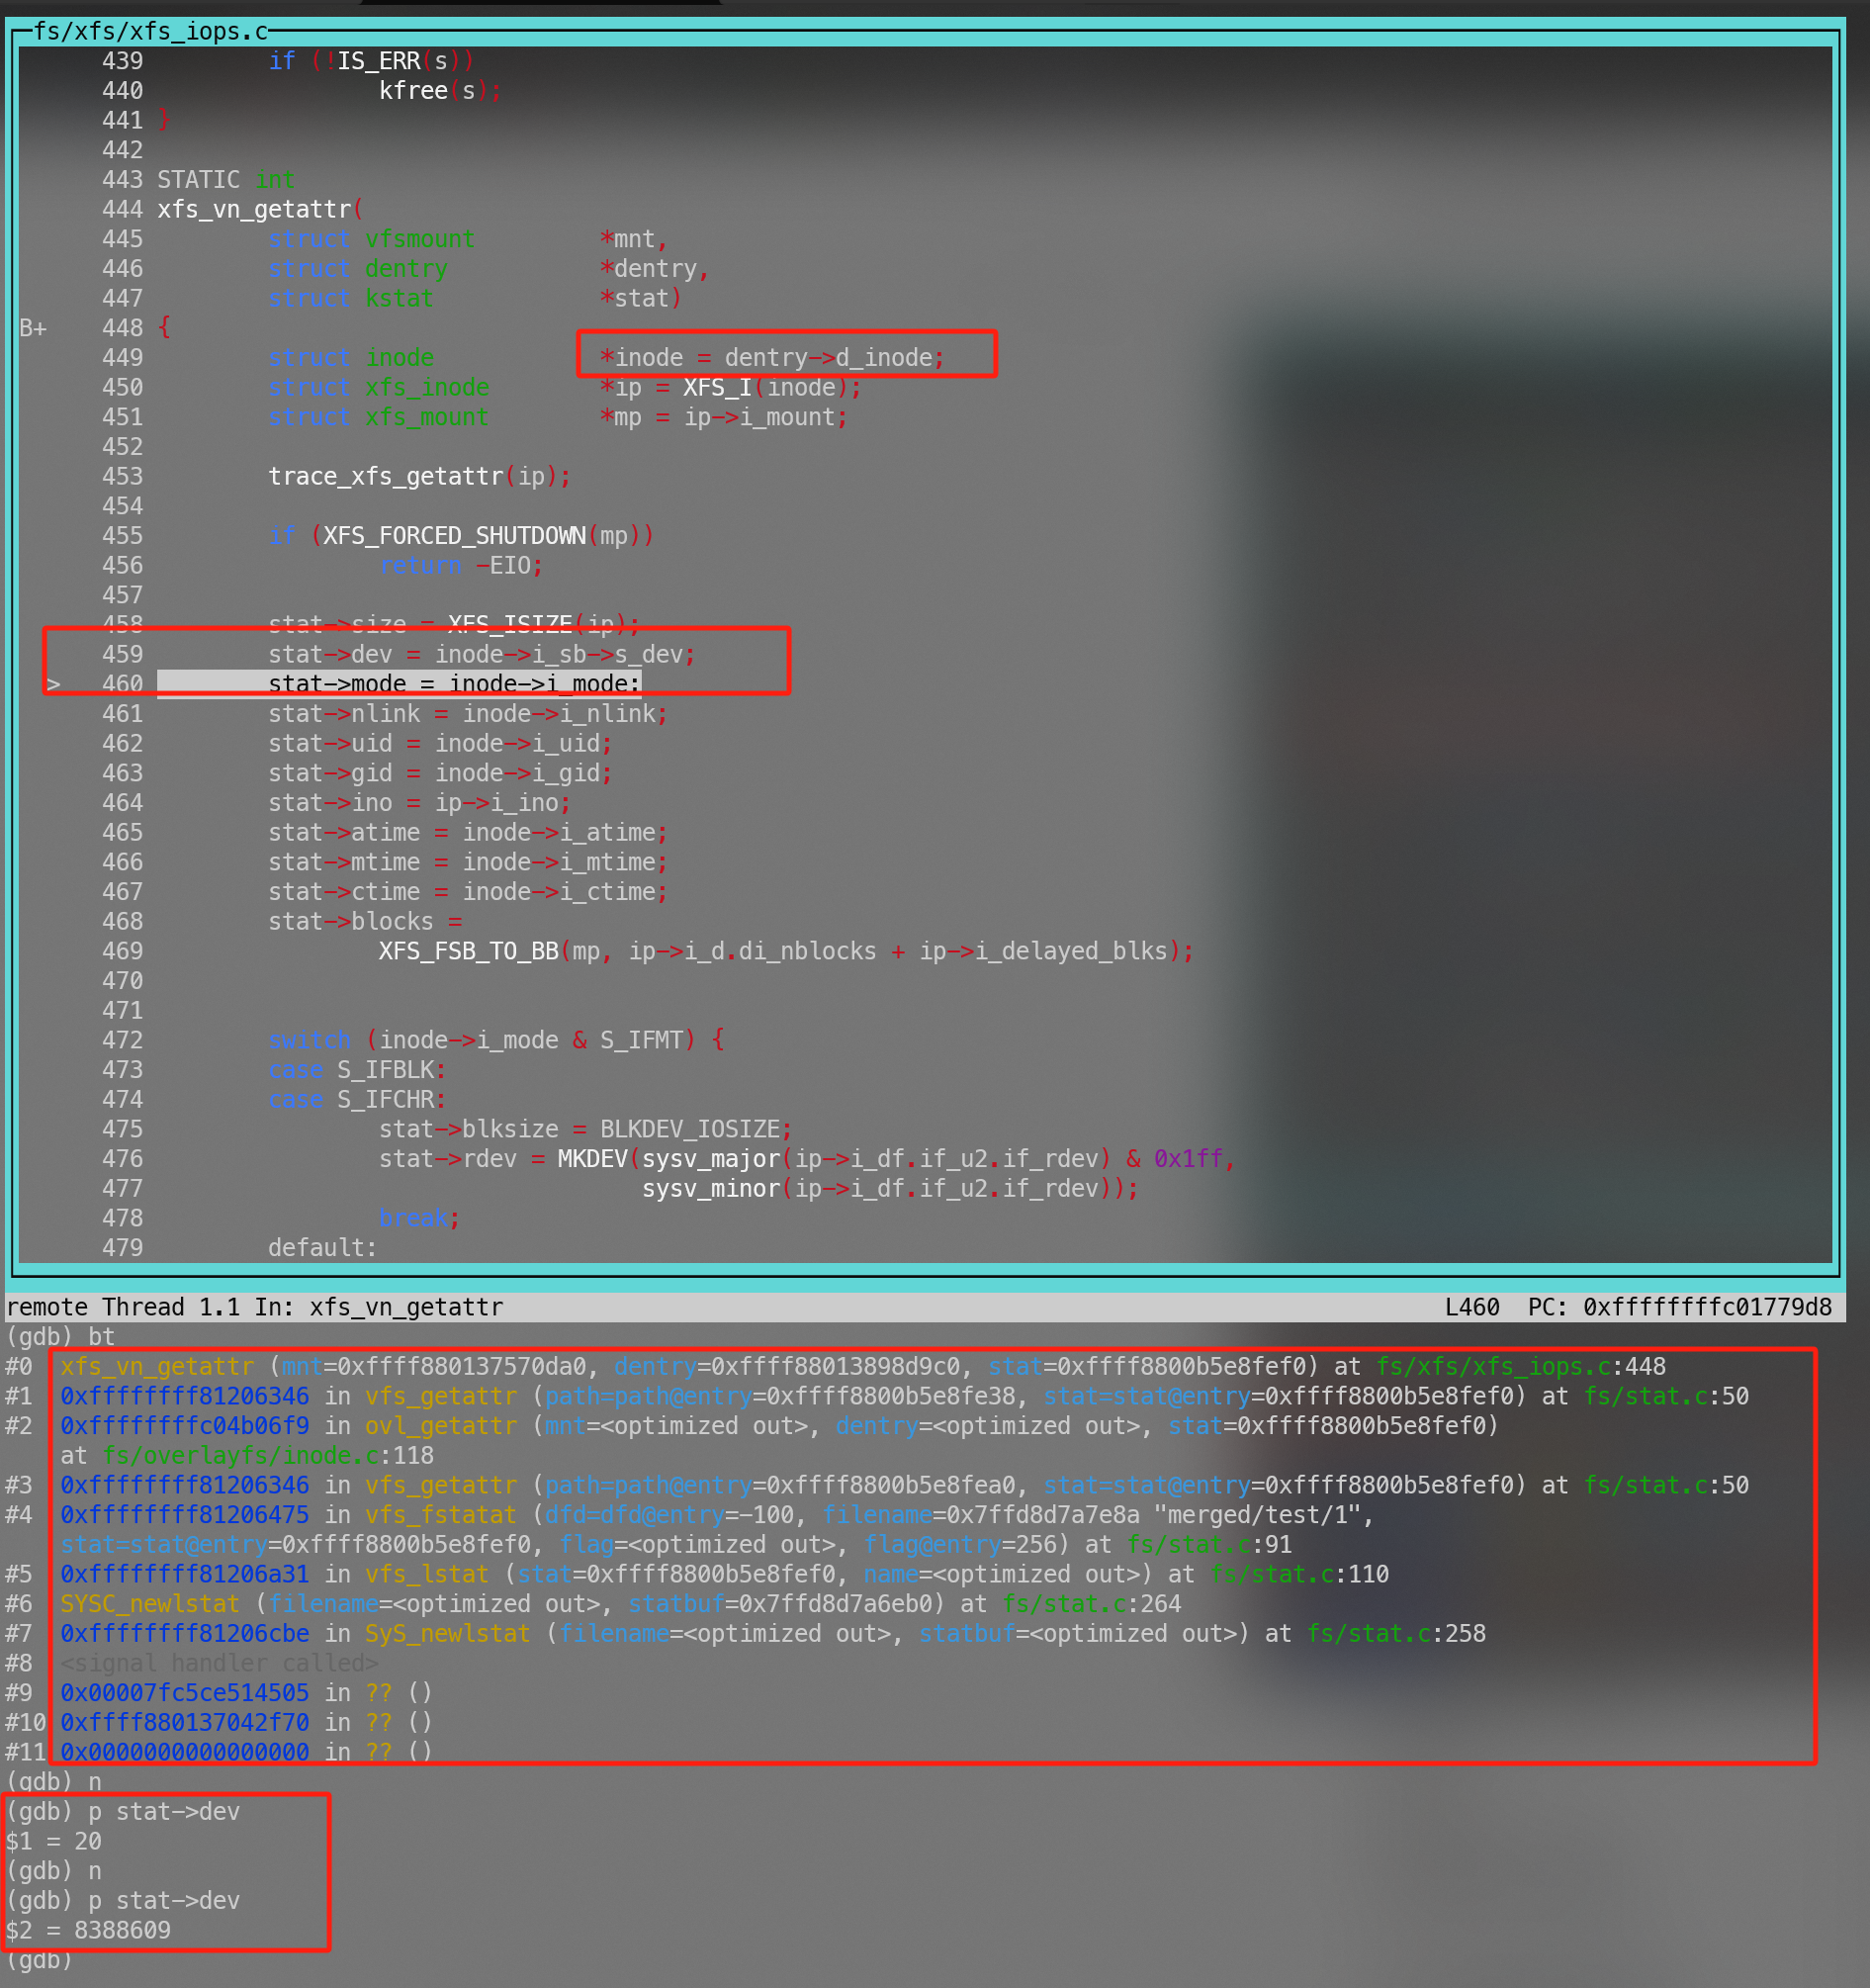 fs/xfs/xfs_iops.c
439         if (!IS_ERR(s))
440                 kfree(s);
441 }
442
443 STATIC int
444 xfs_vn_getattr(
445         struct vfsmount         *mnt,
446         struct dentry           *dentry,
447         struct kstat            *stat)
B+ 448 {
449         struct inode            *inode = dentry->d_inode;
450         struct xfs_inode        *ip = XFS_I(inode);
451         struct xfs_mount        *mp = ip->i_mount;
452
453         trace_xfs_getattr(ip);
454
455         if (XFS_FORCED_SHUTDOWN(mp))
456                 return -EIO;
457
458         stat->size = XFS_ISIZE(ip);
459         stat->dev = inode->i_sb->s_dev;
> 460         stat->mode = inode->i_mode;
461         stat->nlink = inode->i_nlink;
462         stat->uid = inode->i_uid;
463         stat->gid = inode->i_gid;
464         stat->ino = ip->i_ino;
465         stat->atime = inode->i_atime;
466         stat->mtime = inode->i_mtime;
467         stat->ctime = inode->i_ctime;
468         stat->blocks =
469                 XFS_FSB_TO_BB(mp, ip->i_d.di_nblocks + ip->i_delayed_blks);
470
471
472         switch (inode->i_mode & S_IFMT) {
473         case S_IFBLK:
474         case S_IFCHR:
475                 stat->blksize = BLKDEV_IOSIZE;
476                 stat->rdev = MKDEV(sysv_major(ip->i_df.if_u2.if_rdev) & 0x1ff,
477                                    sysv_minor(ip->i_df.if_u2.if_rdev));
478                 break;
479         default:
remote Thread 1.1 In: xfs_vn_getattr L460 PC: 0xffffffffc01779d8
(gdb) bt
#0  xfs_vn_getattr (mnt=0xffff880137570da0, dentry=0xffff88013898d9c0, stat=0xffff8800b5e8fef0) at fs/xfs/xfs_iops.c:448
#1  0xffffffff81206346 in vfs_getattr (path=path@entry=0xffff8800b5e8fe38, stat=stat@entry=0xffff8800b5e8fef0) at fs/stat.c:50
#2  0xffffffffc04b06f9 in ovl_getattr (mnt=<optimized out>, dentry=<optimized out>, stat=0xffff8800b5e8fef0)
at fs/overlayfs/inode.c:118
#3  0xffffffff81206346 in vfs_getattr (path=path@entry=0xffff8800b5e8fea0, stat=stat@entry=0xffff8800b5e8fef0) at fs/stat.c:50
#4  0xffffffff81206475 in vfs_fstatat (dfd=dfd@entry=-100, filename=0x7ffd8d7a7e8a "merged/test/1",
stat=stat@entry=0xffff8800b5e8fef0, flag=<optimized out>, flag@entry=256) at fs/stat.c:91
#5  0xffffffff81206a31 in vfs_lstat (stat=0xffff8800b5e8fef0, name=<optimized out>) at fs/stat.c:110
#6  SYSC_newlstat (filename=<optimized out>, statbuf=0x7ffd8d7a6eb0) at fs/stat.c:264
#7  0xffffffff81206cbe in SyS_newlstat (filename=<optimized out>, statbuf=<optimized out>) at fs/stat.c:258
#8  <signal handler called>
#9  0x00007fc5ce514505 in ?? ()
#10 0xffff880137042f70 in ?? ()
#11 0x0000000000000000 in ?? ()
(gdb) n
(gdb) p stat->dev
$1 = 20
(gdb) n
(gdb) p stat->dev
$2 = 8388609
(gdb)